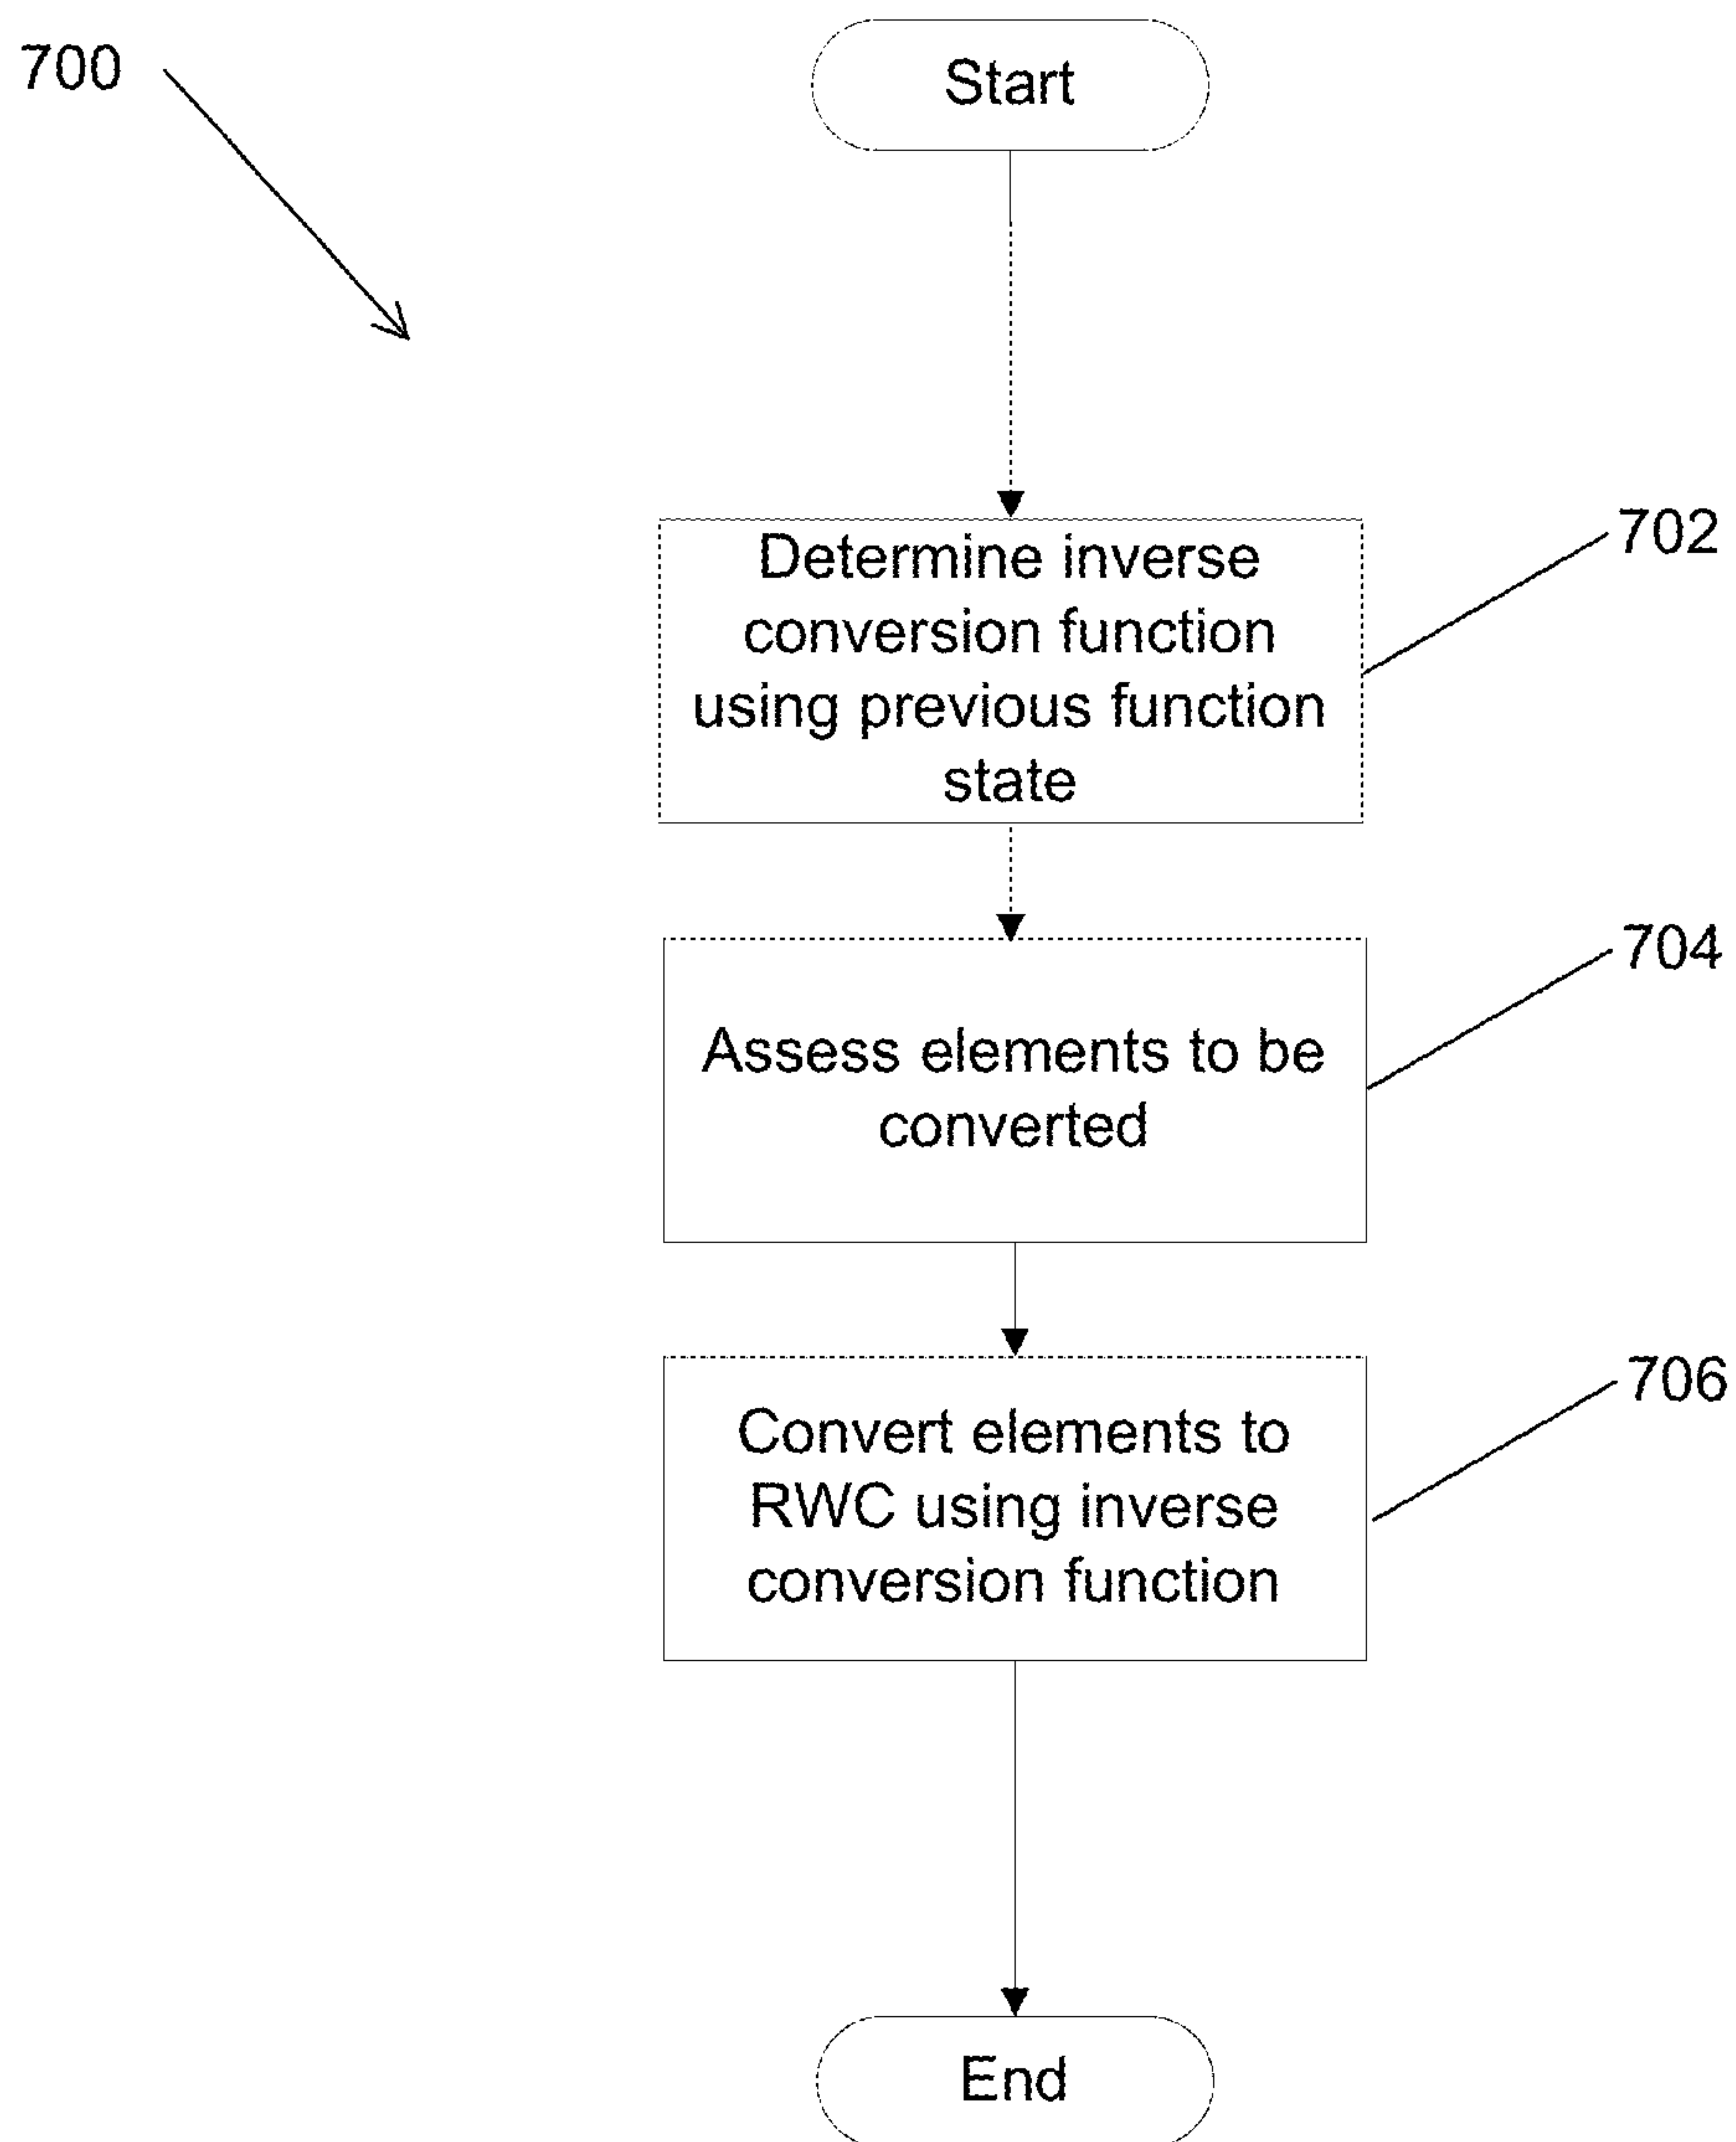 700
Start
Determine inverse
conversion function
using previous function
state
702
Assess elements to be
converted
704
Convert elements to
RWC using inverse
conversion function
706
End